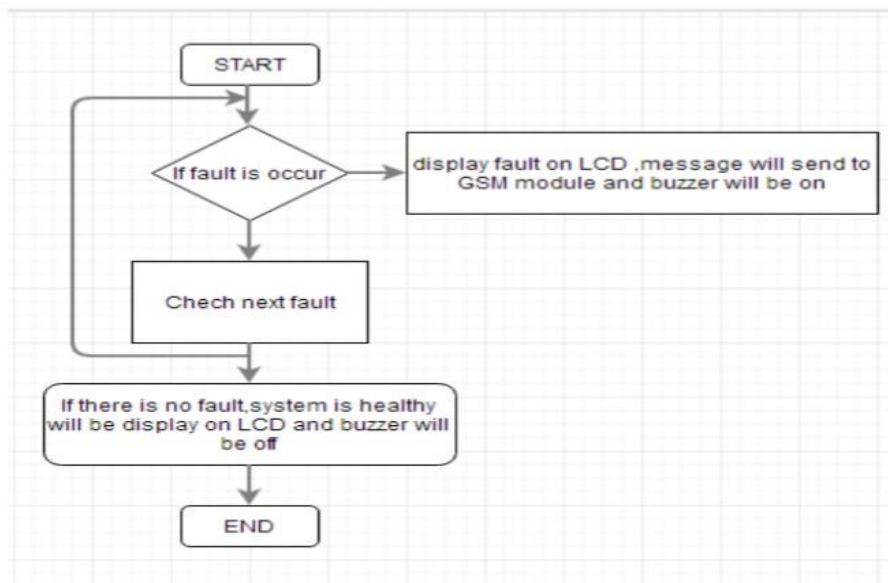 START
If fault is occur
display fault on LCD ,message will send to
GSM module and buzzer will be on
Chech next fault
If there is no fault,system is healthy
will be display on LCD and buzzer will
be off
END